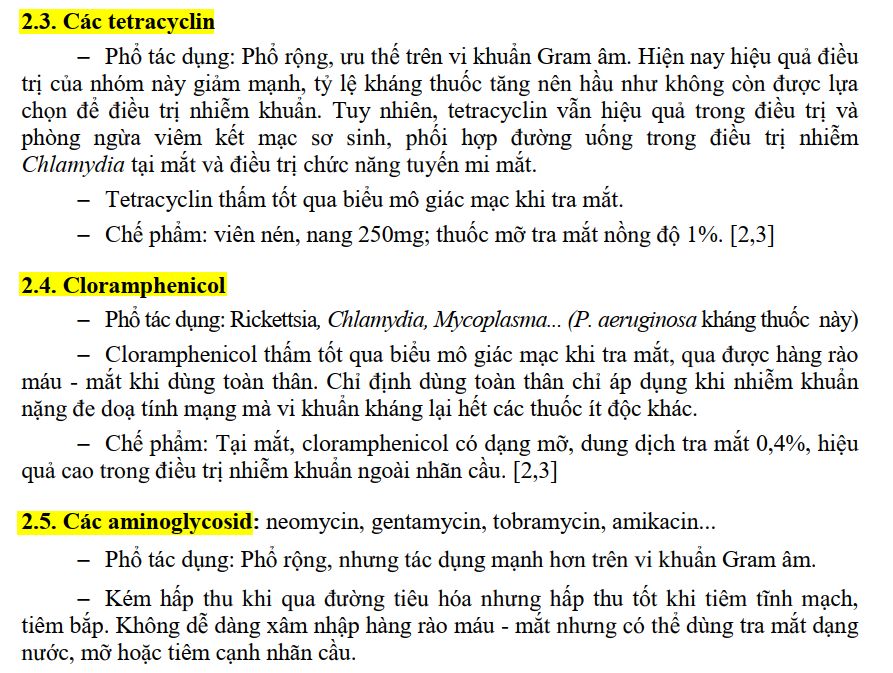 2.3. Các tetracyclin
– Phổ tác dụng: Phổ rộng, ưu thế trên vi khuẩn Gram âm. Hiện nay hiệu quả điều
trị của nhóm này giảm mạnh, tỷ lệ kháng thuốc tăng nên hầu như không còn được lựa
chọn để điều trị nhiễm khuẩn. Tuy nhiên, tetracyclin vẫn hiệu quả trong điều trị và
phòng ngừa viêm kết mạc sơ sinh, phối hợp đường uống trong điều trị nhiễm
Chlamydia tại mắt và điều trị chức năng tuyến mi mắt.
– Tetracyclin thấm tốt qua biểu mô giác mạc khi tra mắt.
– Chế phẩm: viên nén, nang 250mg; thuốc mỡ tra mắt nồng độ 1%. [2,3]
2.4. Cloramphenicol
– Phổ tác dụng: Rickettsia, Chlamydia, Mycoplasma... (P. aeruginosa kháng thuốc này)
– Cloramphenicol thấm tốt qua biểu mô giác mạc khi tra mắt, qua được hàng rào
máu - mắt khi dùng toàn thân. Chỉ định dùng toàn thân chỉ áp dụng khi nhiễm khuẩn
nặng đe doạ tính mạng mà vi khuẩn kháng lại hết các thuốc ít độc khác.
– Chế phẩm: Tại mắt, cloramphenicol có dạng mỡ, dung dịch tra mắt 0,4%, hiệu
quả cao trong điều trị nhiễm khuẩn ngoài nhãn cầu. [2,3]
2.5. Các aminoglycosid: neomycin, gentamycin, tobramycin, amikacin...
– Phổ tác dụng: Phổ rộng, nhưng tác dụng mạnh hơn trên vi khuẩn Gram âm.
– Kém hấp thu khi qua đường tiêu hóa nhưng hấp thu tốt khi tiêm tĩnh mạch,
tiêm bắp. Không dễ dàng xâm nhập hàng rào máu - mắt nhưng có thể dùng tra mắt dạng
nước, mỡ hoặc tiêm cạnh nhãn cầu.